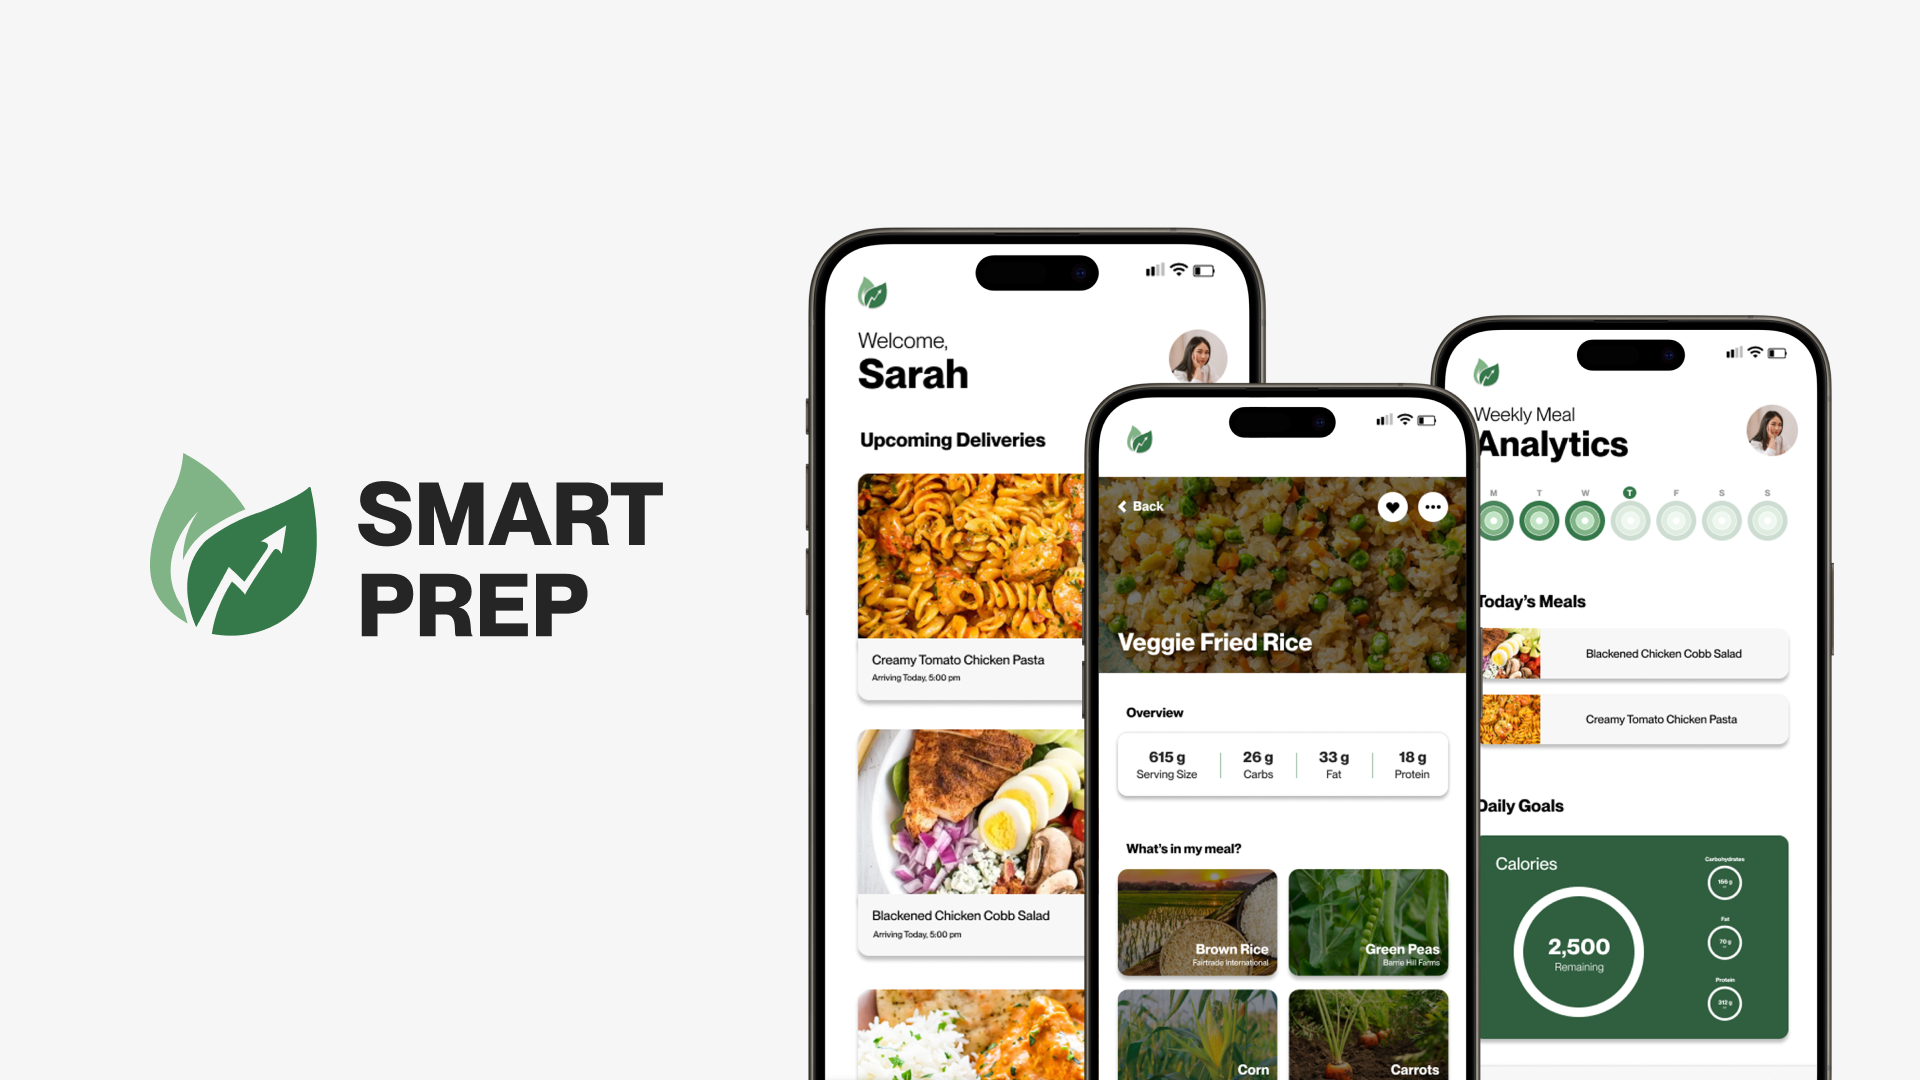 SMART
PREP
Welcome,
Sarah
Upcoming Deliveries
Creamy Tomato Chicken Pasta
Arriving Today, 5:00 pm
Blackened Chicken Cobb Salad
Arriving Today, 5:00 pm
Back
Veggie Fried Rice
Overview
615 g 26 g 33 g 18 g
Serving Size Carbs Fat Protein
What's in my meal?
Brown Rice
Fairtrade International
Green Peas
Barrie Hill Farms
Corn
Carrots
Weekly Meal
Analytics
M T W T F S S
Today's Meals
Blackened Chicken Cobb Salad
Creamy Tomato Chicken Pasta
Daily Goals
Calories
2,500
Remaining
Carbohydrates
156 g
Fat
70 g
Protein
312 g